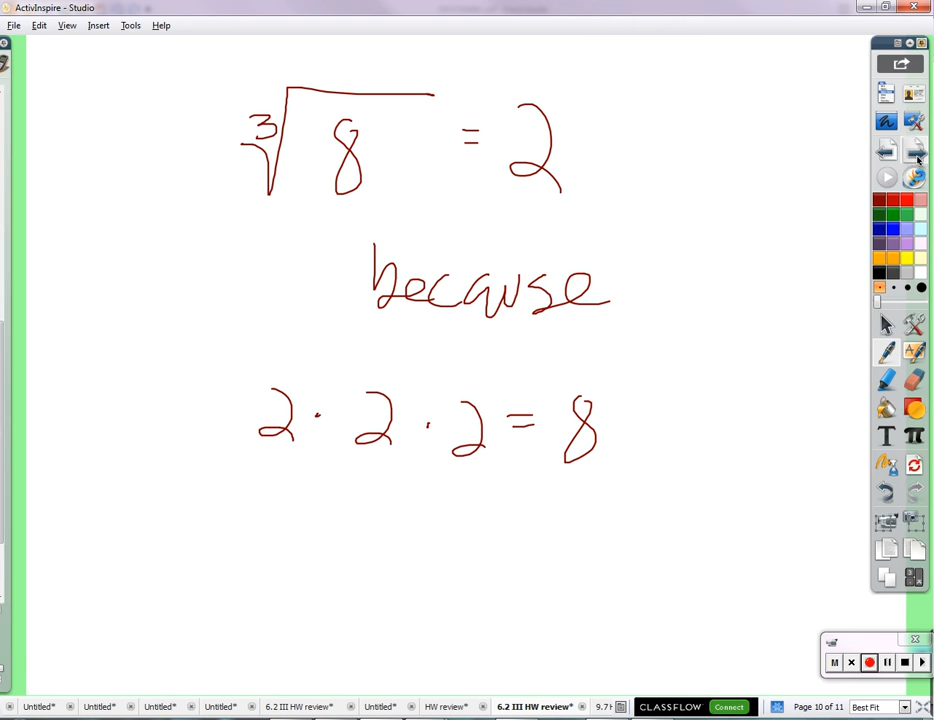 ActivInspire - Studio
File Edit View Insert Tools Help
∛8 = 2
because
2 · 2 · 2 = 8
M
Untitled* Untitled* Untitled* Untitled* 6.2 III HW review* Untitled* HW review* 6.2 III HW review* 9.7 H CLASSFLOW Connect Page 10 of 11 Best Fit